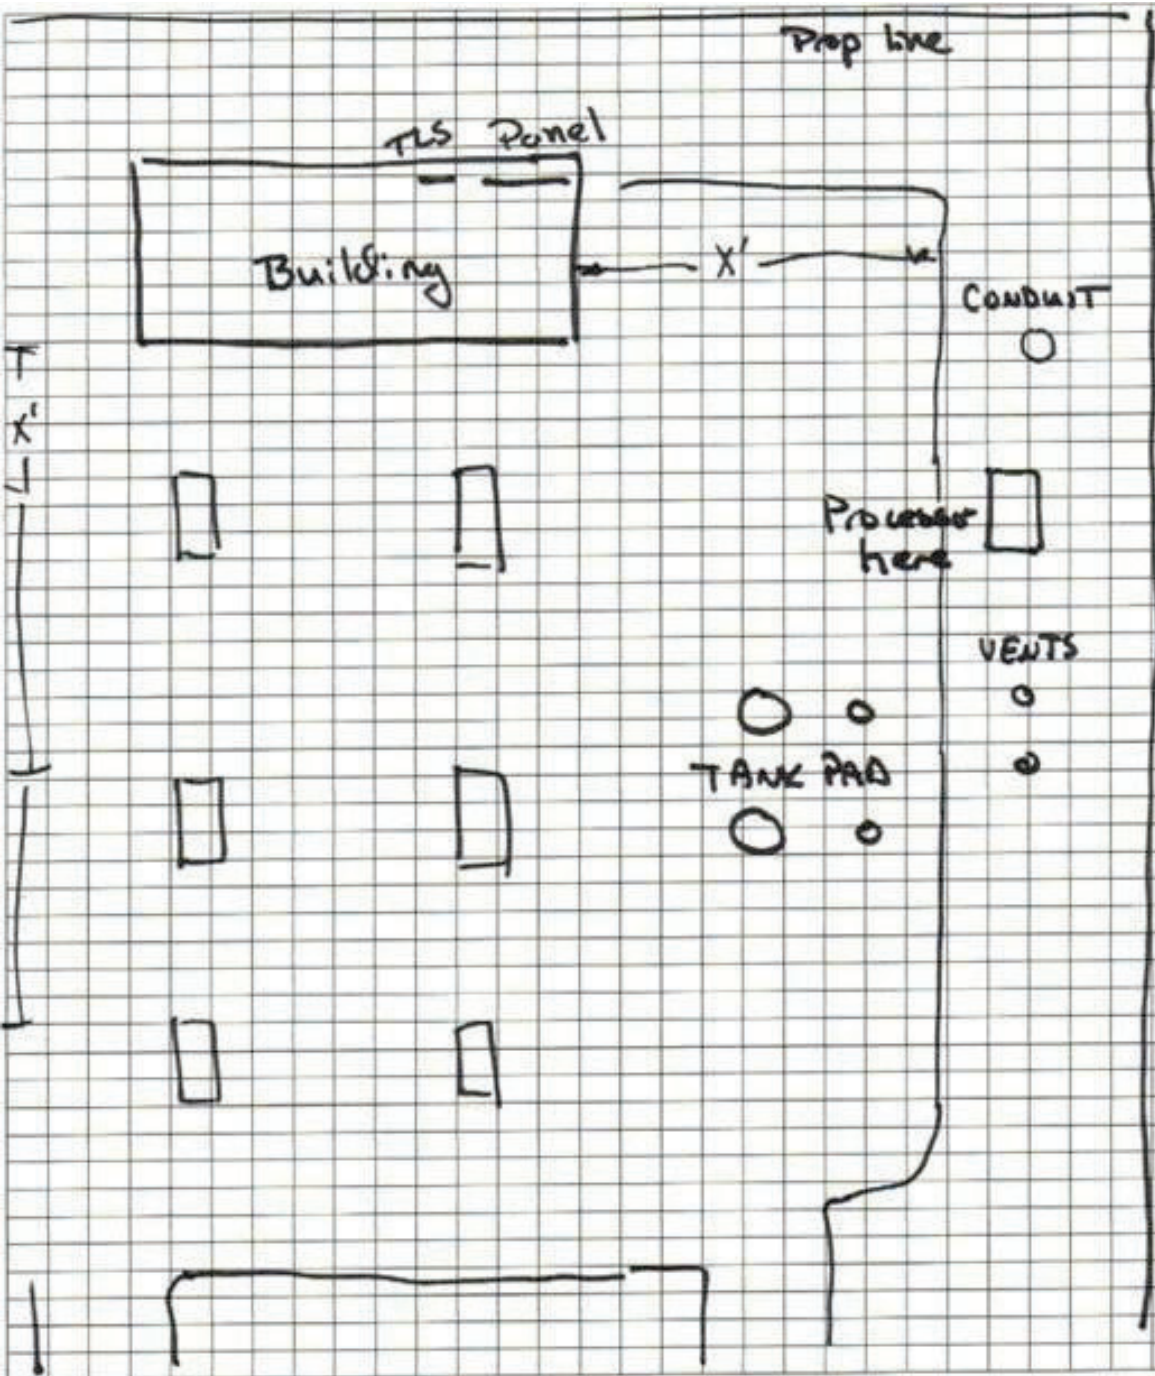 Prop line
TLS Panel
Building
X'
CONDUIT
X'
Processor
here
VENTS
TANK PAD